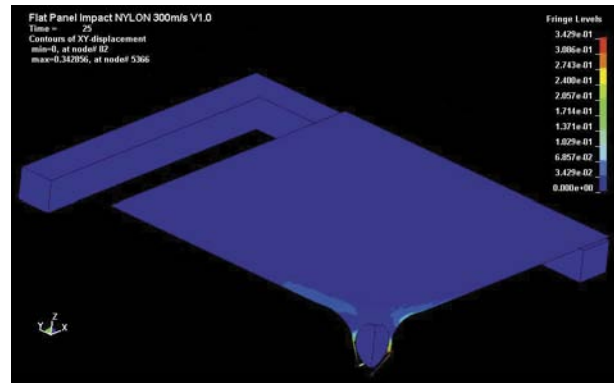 Flat Panel Impact NYLON 300m/s V1.0
Time = 25
Contours of XY-displacement
min=0, at node# 82
max=0.342856, at node# 5366
Fringe Levels
3.429e-01
3.086e-01
2.743e-01
2.400e-01
2.057e-01
1.714e-01
1.371e-01
1.029e-01
6.857e-02
3.429e-02
0.000e+00
Z
Y X